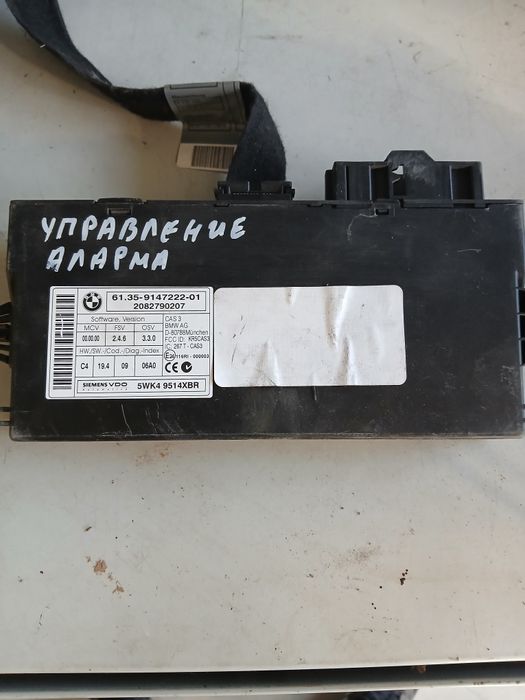 УПРАВЛЕНИЕ
АЛАРМА
BMW
61.35-9147222-01
2082790207
Software, Version
MCV FSV OSV
00.00.00 2.4.6 3.3.0
HW./SW.-/Cod.-/Diag.-Index
C4 19.4 09 06A0
SIEMENS VDO 5WK4 9514XBR
CAS 3
BMW AG
D-80788München
FCC ID: KR5CAS3
IC: 267 T - CAS3
CE